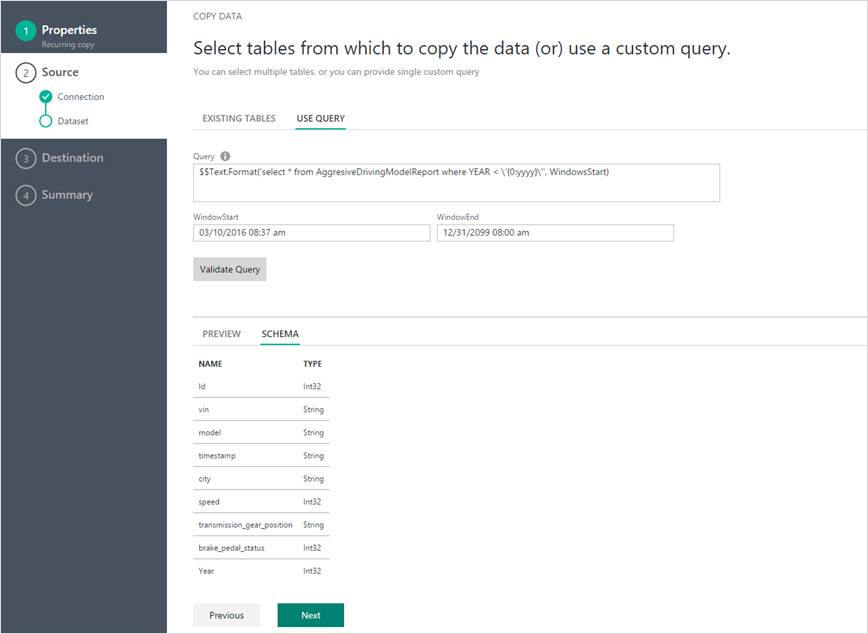 COPY DATA
1 Properties
Recurring copy
2 Source
Connection
Dataset
3 Destination
4 Summary
Select tables from which to copy the data (or) use a custom query.
You can select multiple tables, or you can provide single custom query
EXISTING TABLES USE QUERY
Query
$$Text.Format('select * from AggresiveDrivingModelReport where YEAR < \'{0:yyyy}\'', WindowsStart)
WindowStart WindowEnd
03/10/2016 08:37 am 12/31/2099 08:00 am
Validate Query
PREVIEW SCHEMA
NAME TYPE
Id Int32
vin String
model String
timestamp String
city String
speed Int32
transmission_gear_position String
brake_pedal_status Int32
Year Int32
Previous Next